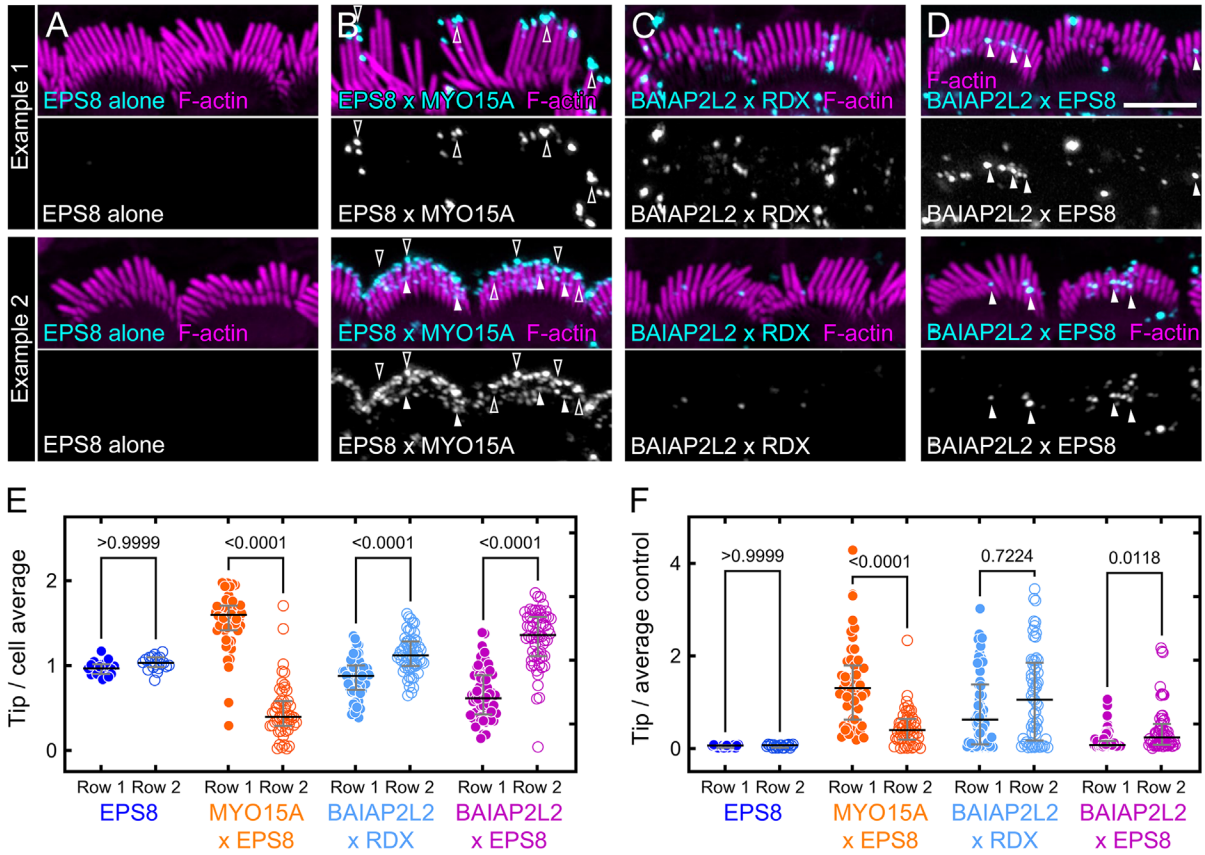 A
B
C
D
Example 1
EPS8 alone F-actin
EPS8 x MYO15A F-actin
BAIAP2L2 x RDX F-actin
F-actin
BAIAP2L2 x EPS8
EPS8 alone
EPS8 x MYO15A
BAIAP2L2 x RDX
BAIAP2L2 x EPS8
Example 2
EPS8 alone F-actin
EPS8 x MYO15A F-actin
BAIAP2L2 x RDX F-actin
BAIAP2L2 x EPS8 F-actin
EPS8 alone
EPS8 x MYO15A
BAIAP2L2 x RDX
BAIAP2L2 x EPS8
E
Tip / cell average
2
1
0
>0.9999
<0.0001
<0.0001
<0.0001
Row 1 Row 2
Row 1 Row 2
Row 1 Row 2
Row 1 Row 2
EPS8
MYO15A
x EPS8
BAIAP2L2
x RDX
BAIAP2L2
x EPS8
F
Tip / average control
4
2
0
>0.9999
<0.0001
0.7224
0.0118
Row 1 Row 2
Row 1 Row 2
Row 1 Row 2
Row 1 Row 2
EPS8
MYO15A
x EPS8
BAIAP2L2
x RDX
BAIAP2L2
x EPS8